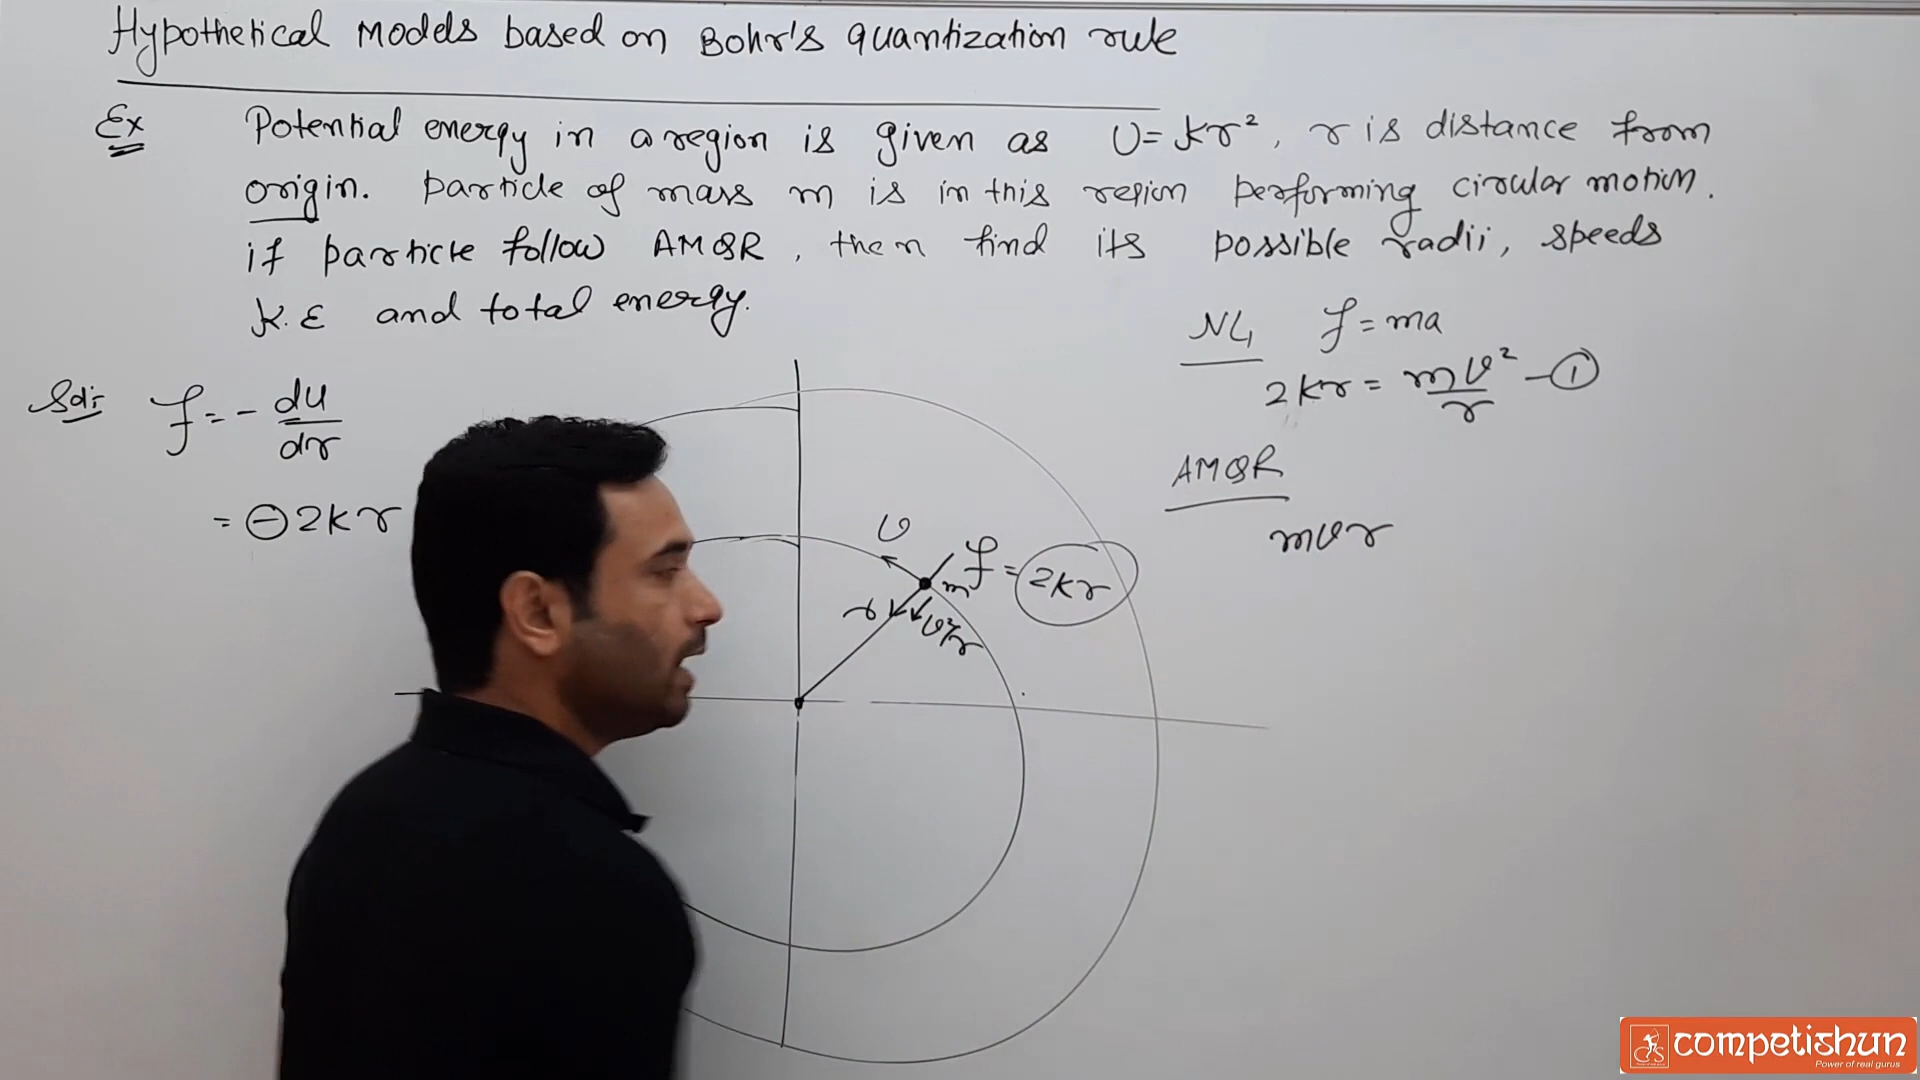 Hypothetical Models based on Bohr's quantization rule
Ex Potential energy in a region is given as U = kr², r is distance from
origin. particle of mass m is in this region performing circular motion.
if particle follow AMQR, then find its possible radii, speeds
K.E and total energy.
Sol: f = - du/dr
= ⊖ 2kr
v
f = 2kr
m
r
v²/r
NL f = ma
2kr = mv²/r - ①
AMQR
mvr
competishun
Power of real gurus